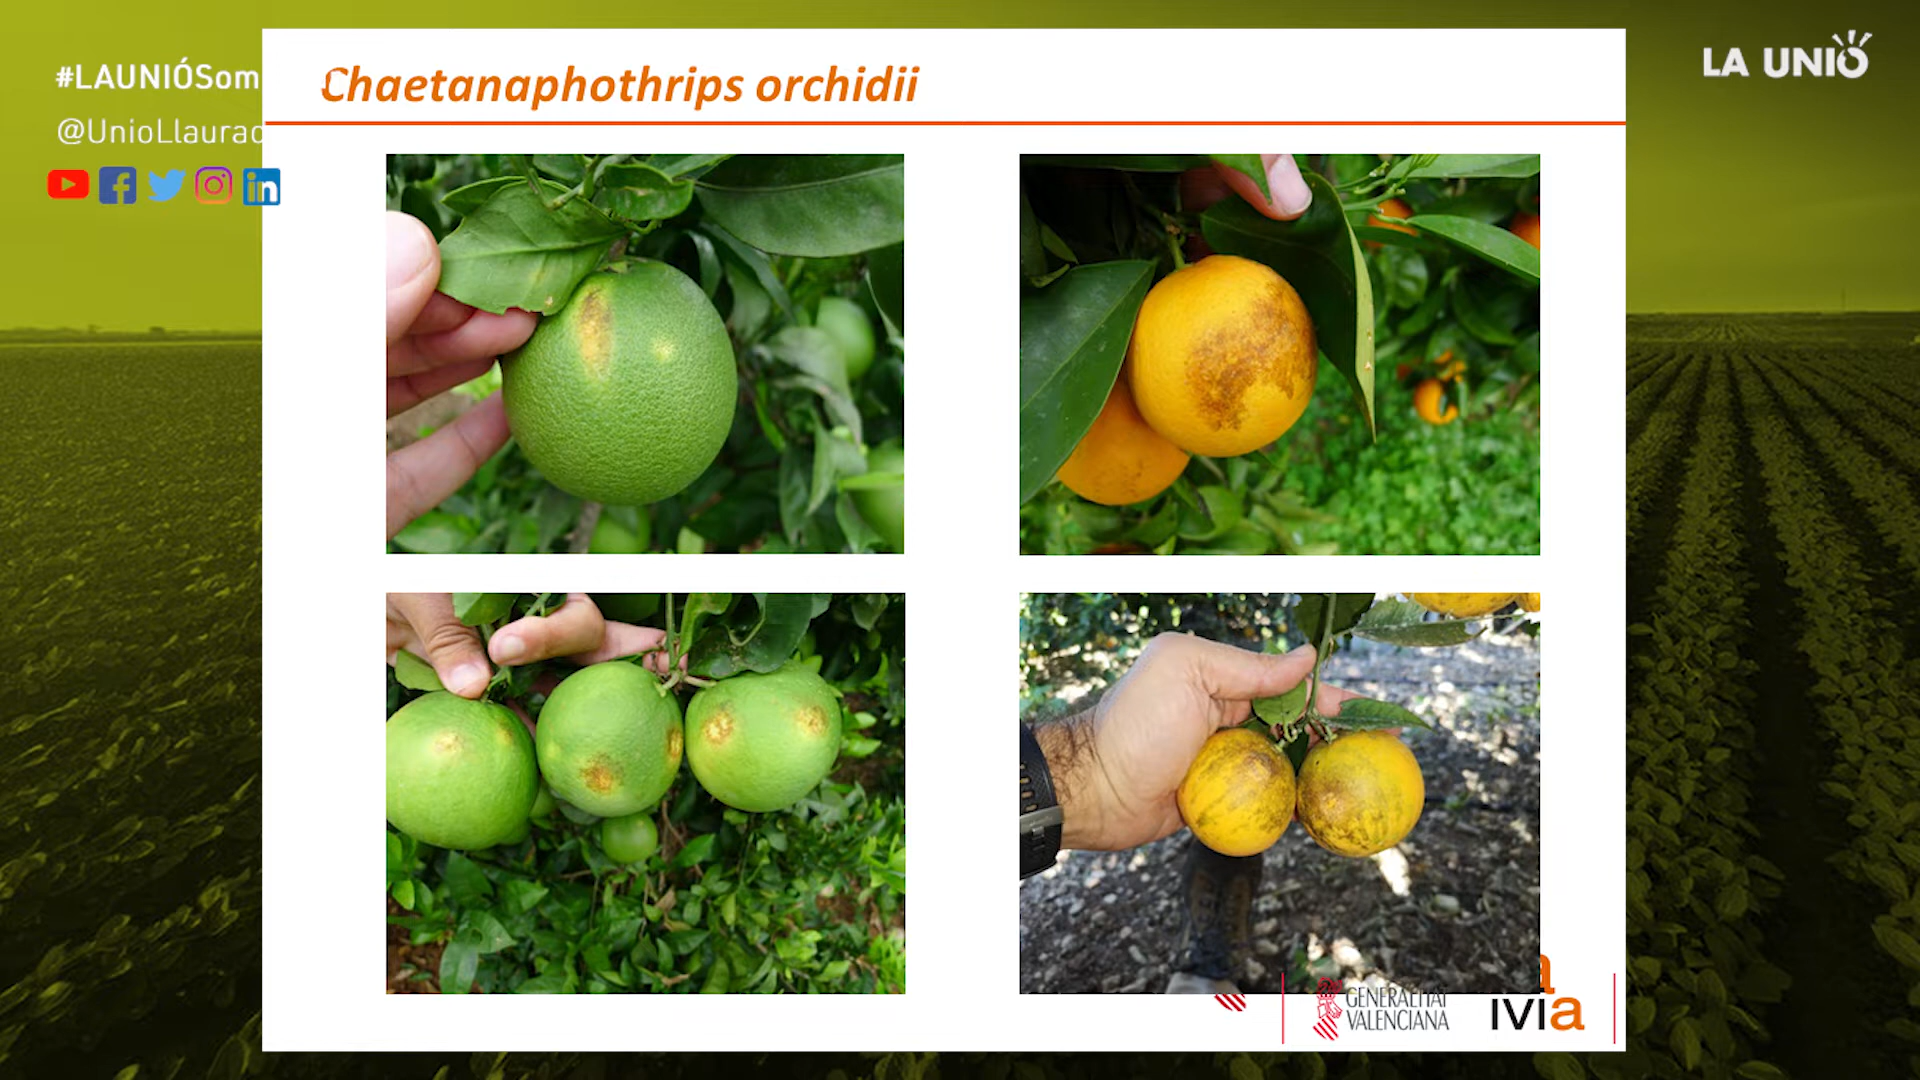 #LAUNIÓSom
@UnioLlaurad
LA UNIÓ
Chaetanaphothrips orchidii
GENERALITAT
VALENCIANA
ivia